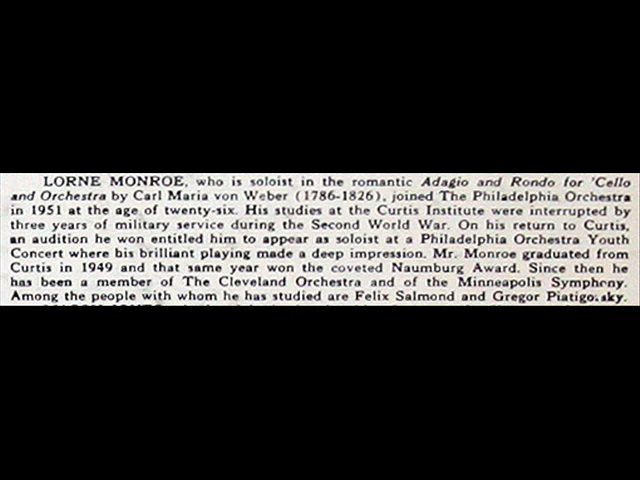 LORNE MONROE, who is soloist in the romantic Adagio and Rondo for 'Cello
and Orchestra by Carl Maria von Weber (1786-1826), joined The Philadelphia Orchestra
in 1951 at the age of twenty-six. His studies at the Curtis Institute were interrupted by
three years of military service during the Second World War. On his return to Curtis,
an audition he won entitled him to appear as soloist at a Philadelphia Orchestra Youth
Concert where his brilliant playing made a deep impression. Mr. Monroe graduated from
Curtis in 1949 and that same year won the coveted Naumburg Award. Since then he
has been a member of The Cleveland Orchestra and of the Minneapolis Symphony.
Among the people with whom he has studied are Felix Salmond and Gregor Piatigorsky.